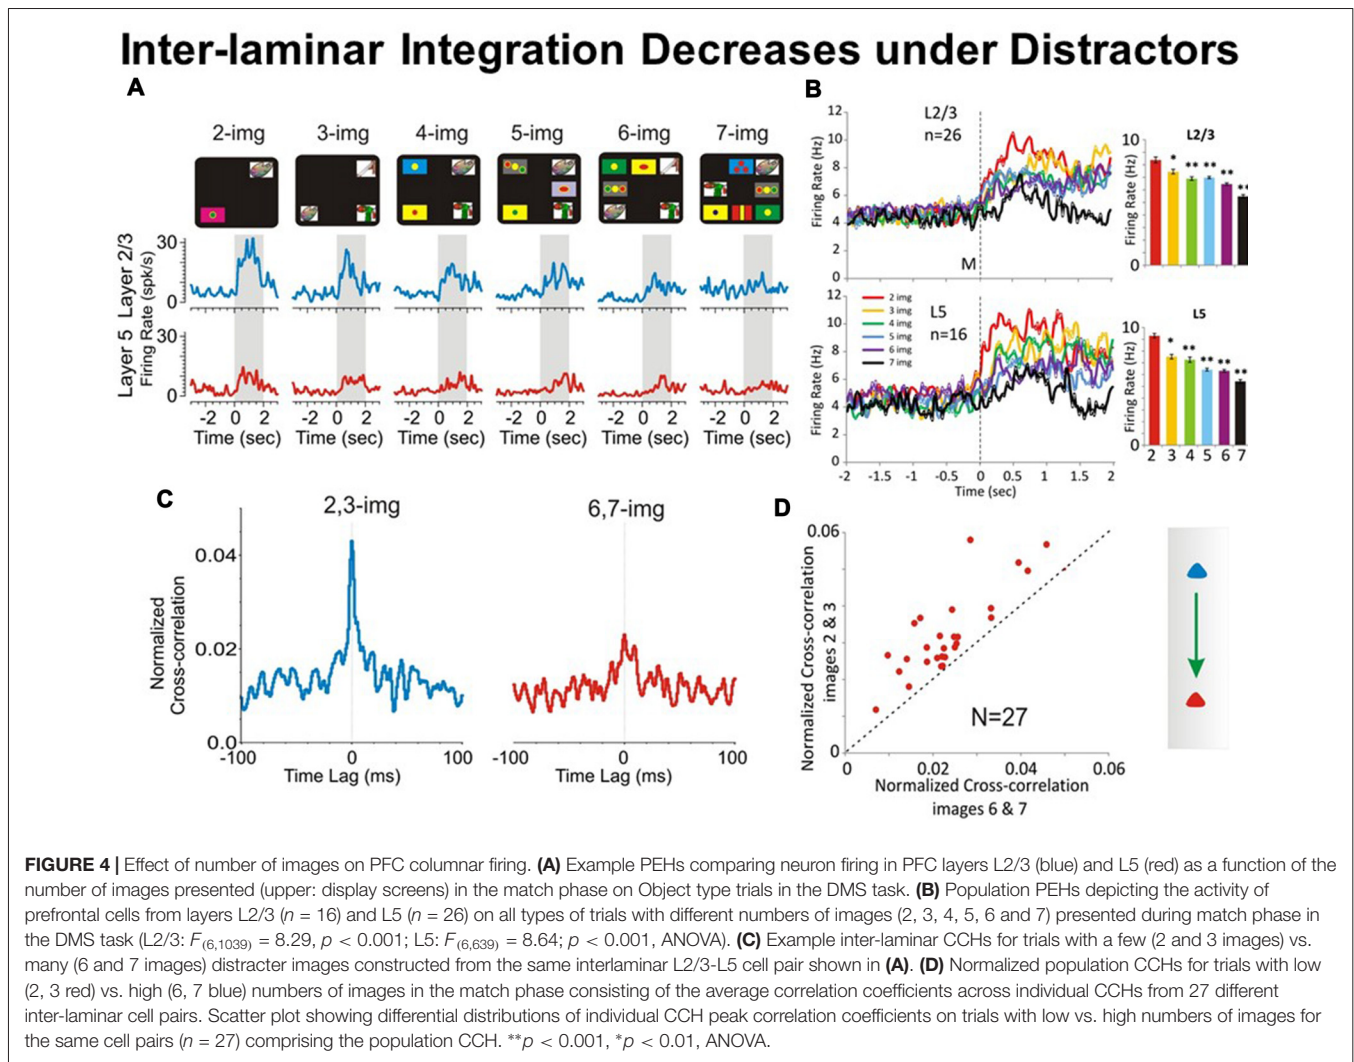 Inter-laminar Integration Decreases under Distractors
A
2-img 3-img 4-img 5-img 6-img 7-img
Layer 5 Layer 2/3
Firing Rate (spk/s)
30
0
30
0
-2 0 2 -2 0 2 -2 0 2 -2 0 2 -2 0 2 -2 0 2
Time (sec) Time (sec) Time (sec) Time (sec) Time (sec) Time (sec)
B
Firing Rate (Hz)
12
10
8
6
4
2
0
L2/3
n=26
M
Firing Rate (Hz)
10
0
L2/3
* ** ** ** **
Firing Rate (Hz)
12
10
8
6
4
2
0
2 img
3 img
4 img
5 img
6 img
7 img
L5
n=16
-2 -1.5 -1 -0.5 0 0.5 1 1.5 2
Time (sec)
Firing Rate (Hz)
10
0
L5
* ** ** ** **
2 3 4 5 6 7
C
2,3-img 6,7-img
Normalized
Cross-correlation
0.04
0.02
0.0
-100 0 100 -100 0 100
Time Lag (ms) Time Lag (ms)
D
Normalized Cross-correlation
images 2 & 3
0.06
0
N=27
0 0.02 0.04 0.06
Normalized Cross-correlation
images 6 & 7
FIGURE 4 | Effect of number of images on PFC columnar firing. (A) Example PEHs comparing neuron firing in PFC layers L2/3 (blue) and L5 (red) as a function of the
number of images presented (upper: display screens) in the match phase on Object type trials in the DMS task. (B) Population PEHs depicting the activity of
prefrontal cells from layers L2/3 (n = 16) and L5 (n = 26) on all types of trials with different numbers of images (2, 3, 4, 5, 6 and 7) presented during match phase in
the DMS task (L2/3: F(6,1039) = 8.29, p < 0.001; L5: F(6,639) = 8.64; p < 0.001, ANOVA). (C) Example inter-laminar CCHs for trials with a few (2 and 3 images) vs.
many (6 and 7 images) distracter images constructed from the same interlaminar L2/3-L5 cell pair shown in (A). (D) Normalized population CCHs for trials with low
(2, 3 red) vs. high (6, 7 blue) numbers of images in the match phase consisting of the average correlation coefficients across individual CCHs from 27 different
inter-laminar cell pairs. Scatter plot showing differential distributions of individual CCH peak correlation coefficients on trials with low vs. high numbers of images for
the same cell pairs (n = 27) comprising the population CCH. **p < 0.001, *p < 0.01, ANOVA.